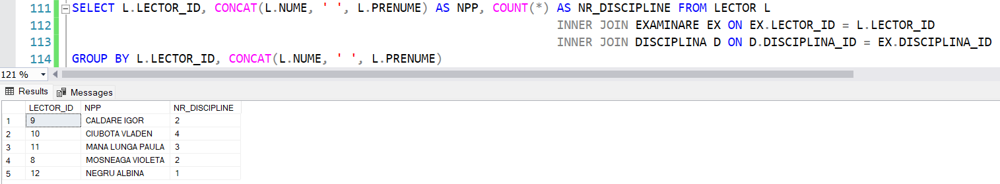 111 SELECT L.LECTOR_ID, CONCAT(L.NUME, ' ', L.PRENUME) AS NPP, COUNT(*) AS NR_DISCIPLINE FROM LECTOR L
112 INNER JOIN EXAMINARE EX ON EX.LECTOR_ID = L.LECTOR_ID
113 INNER JOIN DISCIPLINA D ON D.DISCIPLINA_ID = EX.DISCIPLINA_ID
114 GROUP BY L.LECTOR_ID, CONCAT(L.NUME, ' ', L.PRENUME)
121 %
Results Messages
LECTOR_ID NPP NR_DISCIPLINE
1 9 CALDARE IGOR 2
2 10 CIUBOTA VLADEN 4
3 11 MANA LUNGA PAULA 3
4 8 MOSNEAGA VIOLETA 2
5 12 NEGRU ALBINA 1